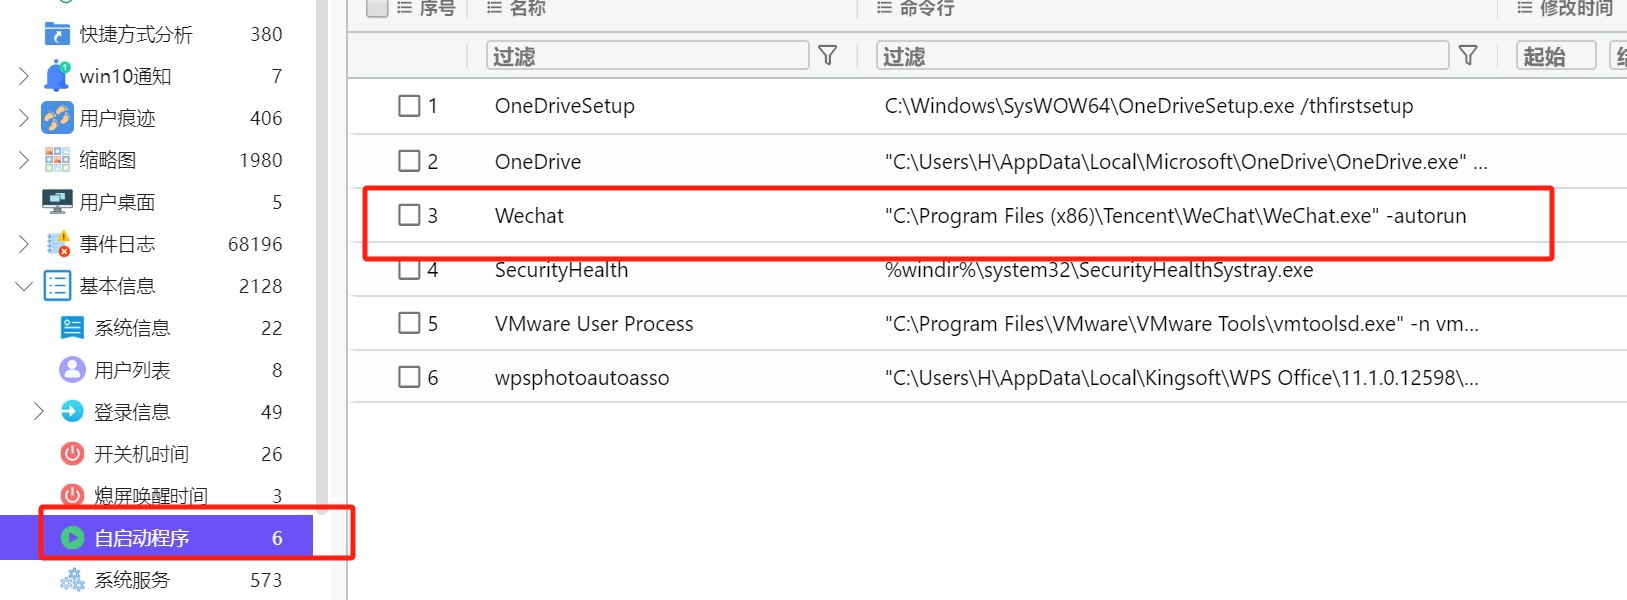 快捷方式分析 380
win10通知 7
用户痕迹 406
缩略图 1980
用户桌面 5
事件日志 68196
基本信息 2128
系统信息 22
用户列表 8
登录信息 49
开关机时间 26
熄屏唤醒时间 3
自启动程序 6
系统服务 573
序号 名称 命令行 修改时间
过滤 过滤 起始
1 OneDriveSetup C:\Windows\SysWOW64\OneDriveSetup.exe /thfirstsetup
2 OneDrive "C:\Users\H\AppData\Local\Microsoft\OneDrive\OneDrive.exe" ...
3 Wechat "C:\Program Files (x86)\Tencent\WeChat\WeChat.exe" -autorun
4 SecurityHealth %windir%\system32\SecurityHealthSystray.exe
5 VMware User Process "C:\Program Files\VMware\VMware Tools\vmtoolsd.exe" -n vm...
6 wpsphotoautoasso "C:\Users\H\AppData\Local\Kingsoft\WPS Office\11.1.0.12598\...